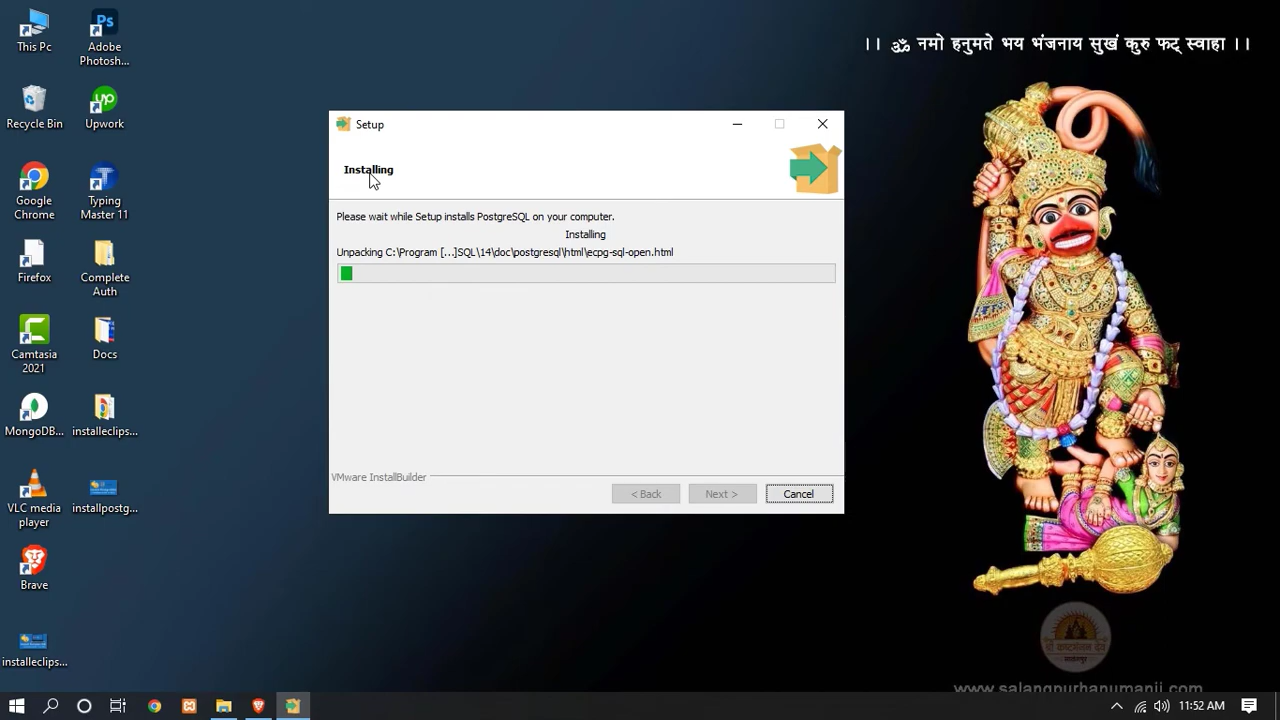 This Pc
Adobe
Photosh...
।। ॐ नमो हनुमते भय भंजनाय सुखं कुरु फट् स्वाहा ।।
Ps
Recycle Bin
up
Upwork
Google
Chrome
Typing
Master 11
Firefox
Complete
Auth
Camtasia
2021
Docs
MongoDB...
installeclips...
VLC media
player
installpostg...
Brave
installeclips...
Setup
Installing
Please wait while Setup installs PostgreSQL on your computer.
Installing
Unpacking C:\Program [...]SQL\14\doc\postgresql\html\ecpg-sql-open.html
VMware InstallBuilder
< Back
Next >
Cancel
www.salangpurhanumanji.com
11:52 AM